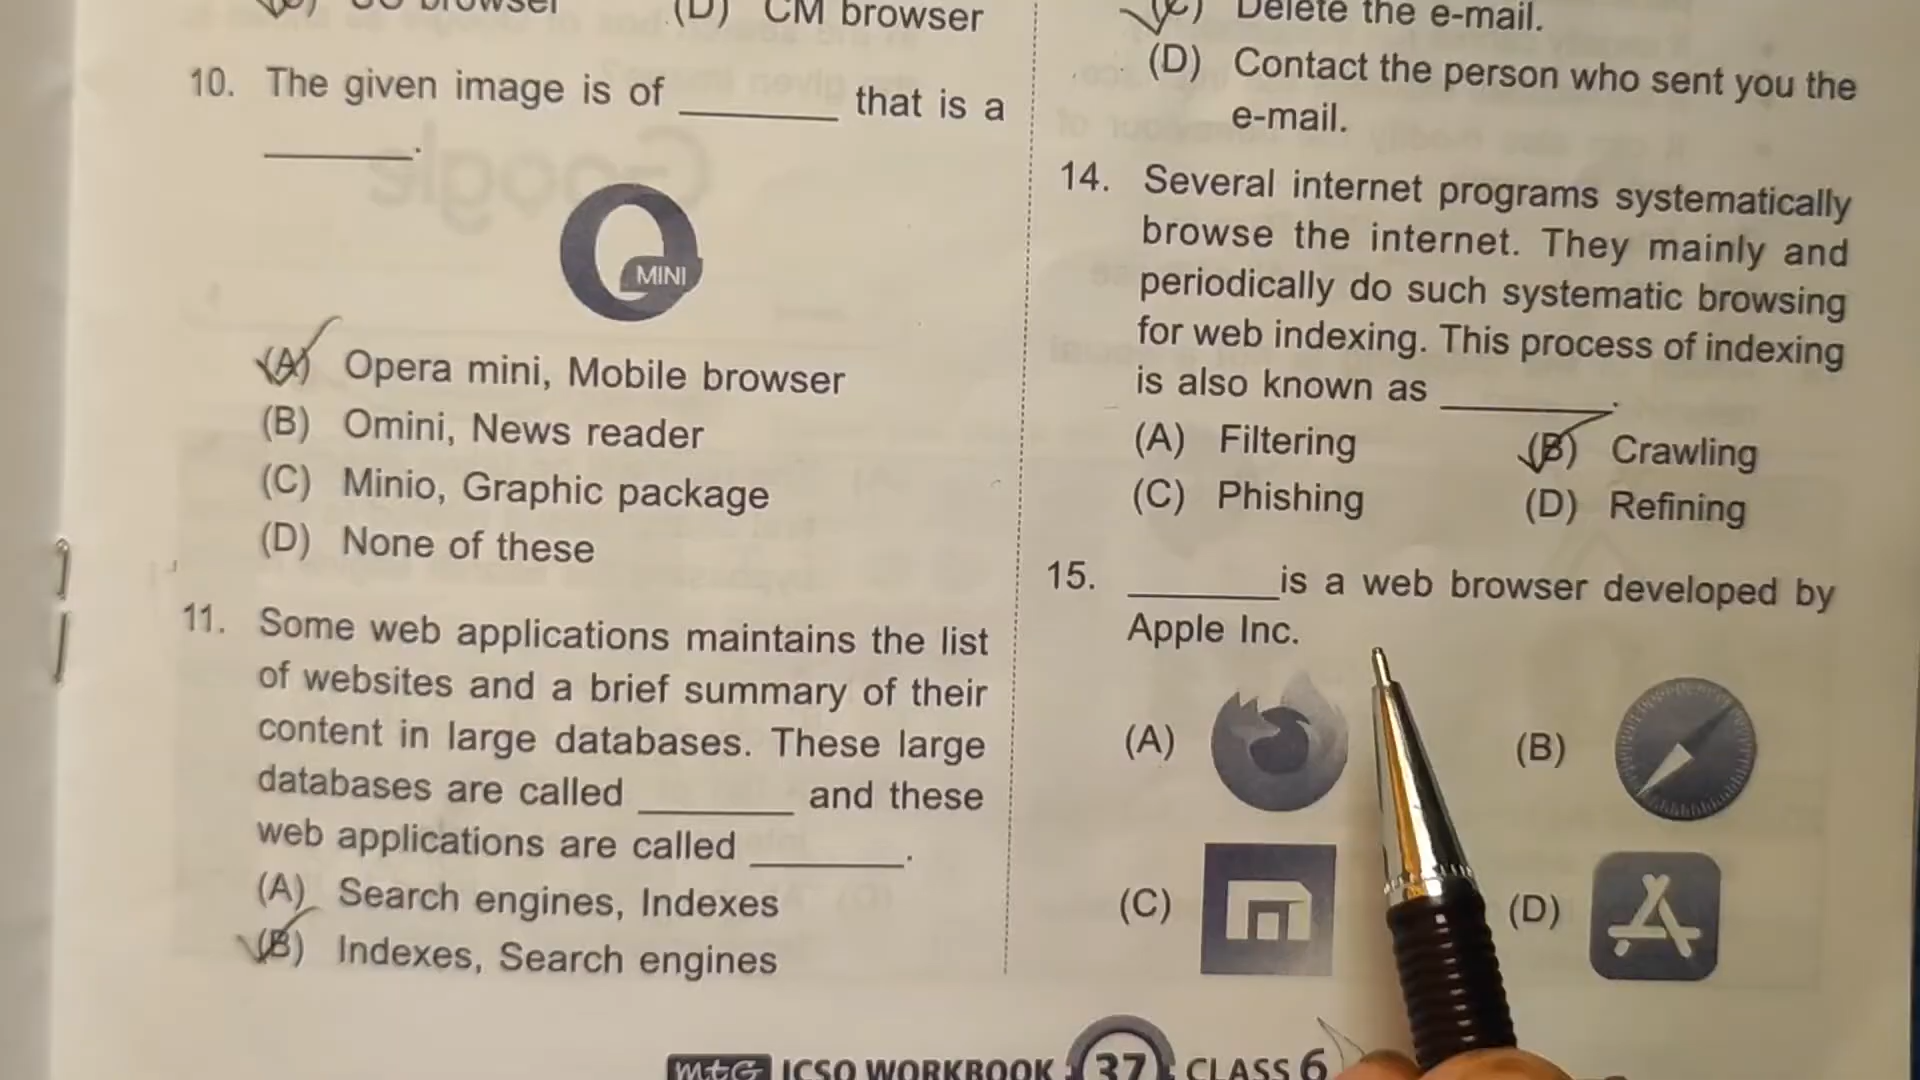 browser
(D) CM browser
10. The given image is of ________ that is a
________.
MINI
(A) Opera mini, Mobile browser
(B) Omini, News reader
(C) Minio, Graphic package
(D) None of these
11. Some web applications maintains the list
of websites and a brief summary of their
content in large databases. These large
databases are called ________ and these
web applications are called ________.
(A) Search engines, Indexes
(B) Indexes, Search engines
(C) Delete the e-mail.
(D) Contact the person who sent you the
e-mail.
14. Several internet programs systematically
browse the internet. They mainly and
periodically do such systematic browsing
for web indexing. This process of indexing
is also known as ________.
(A) Filtering (B) Crawling
(C) Phishing (D) Refining
15. ________is a web browser developed by
Apple Inc.
(A) (B)
(C) (D)
mtG ICSO WORKBOOK 37 CLASS 6